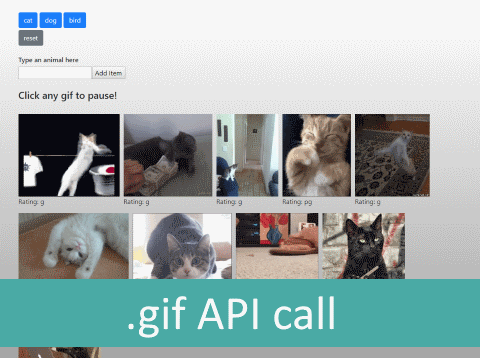 cat dog bird
reset
Type an animal here
Add item
Click any gif to pause!
Rating: g Rating: g Rating: g Rating: pg Rating: g
.gif API call